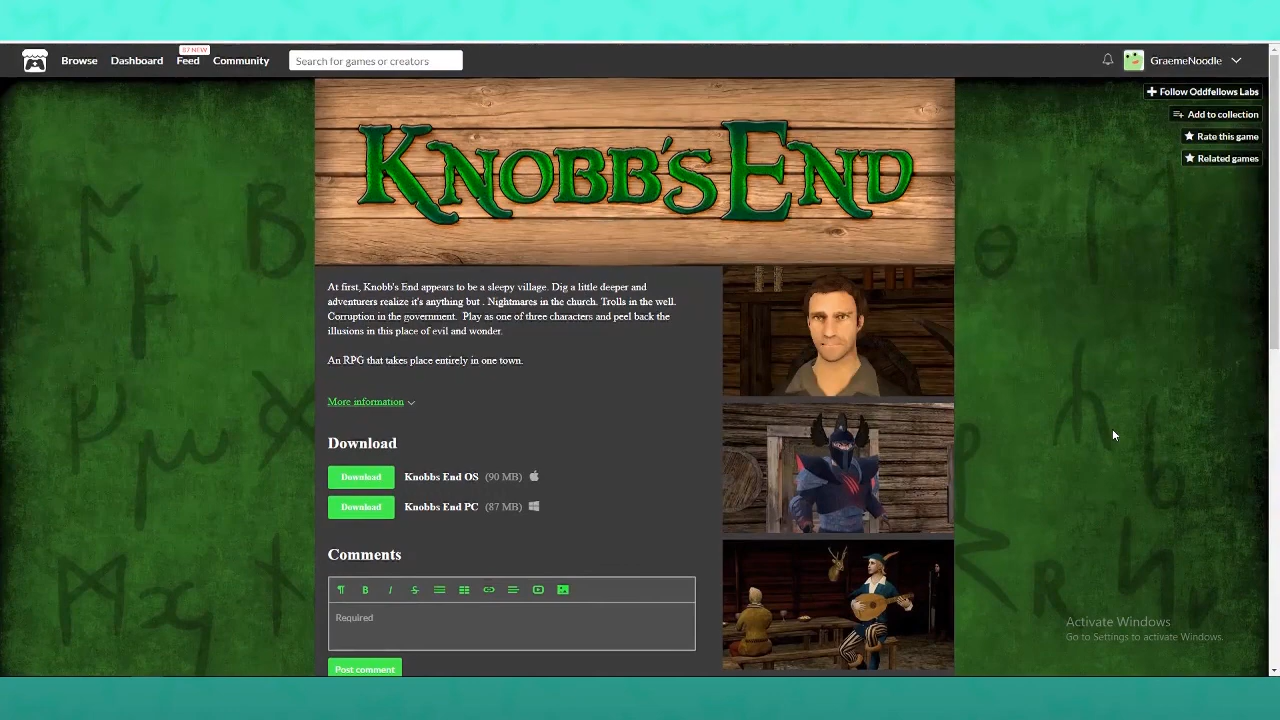 87 NEW
Browse Dashboard Feed Community Search for games or creators GraemeNoodle
Follow Oddfellows Labs
Add to collection
Rate this game
Related games
KNOBB'S END
At first, Knobb's End appears to be a sleepy village. Dig a little deeper and
adventurers realize it's anything but . Nightmares in the church. Trolls in the well.
Corruption in the government. Play as one of three characters and peel back the
illusions in this place of evil and wonder.
An RPG that takes place entirely in one town.
More information
Download
Download Knobbs End OS (90 MB)
Download Knobbs End PC (87 MB)
Comments
B I S
Required
Post comment
Activate Windows
Go to Settings to activate Windows.